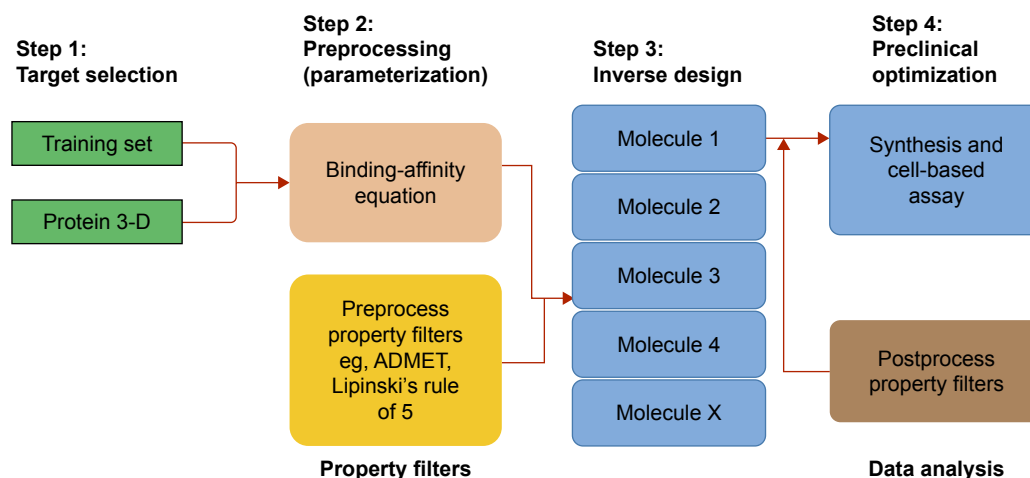 Step 1:
Target selection
Step 2:
Preprocessing
(parameterization)
Step 3:
Inverse design
Step 4:
Preclinical
optimization
Training set
Protein 3-D
Binding-affinity
equation
Preprocess
property filters
eg, ADMET,
Lipinski's rule
of 5
Property filters
Molecule 1
Molecule 2
Molecule 3
Molecule 4
Molecule X
Synthesis and
cell-based
assay
Postprocess
property filters
Data analysis